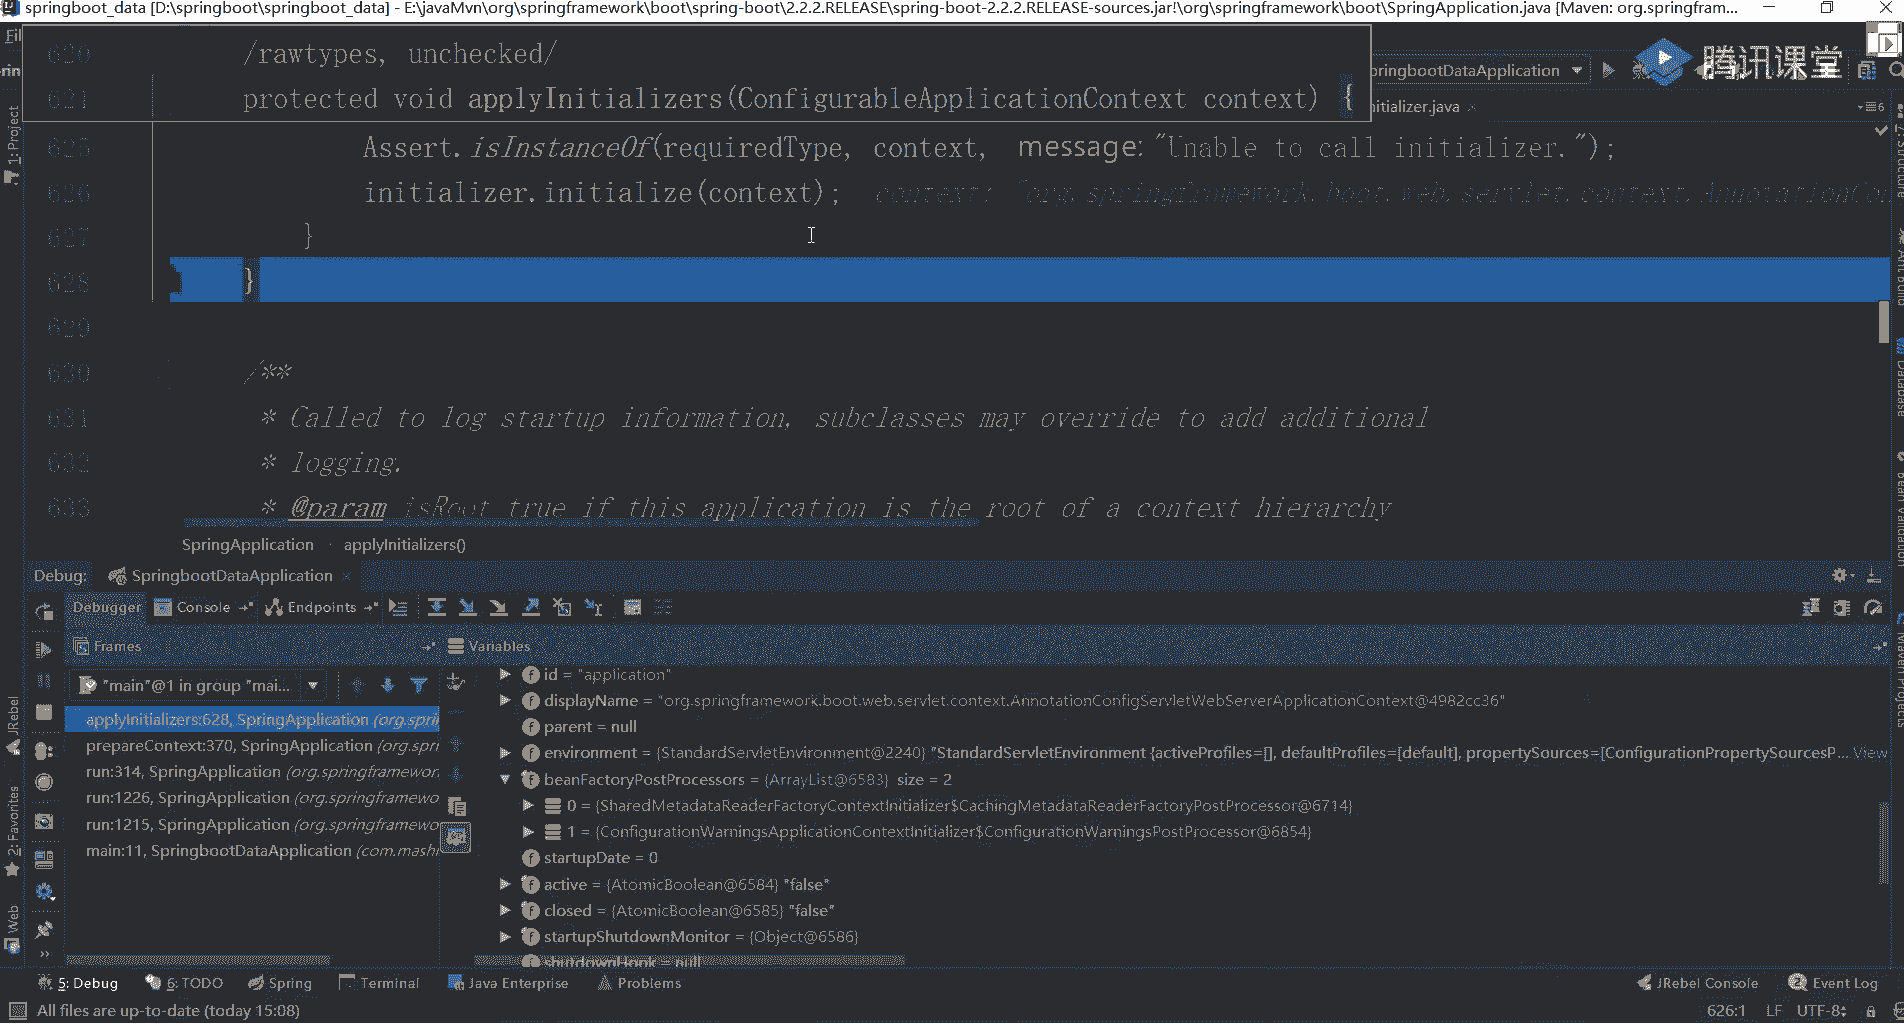 springboot_data [D:\springboot\springboot_data] - E:\javaMvn\org\springframework\boot\spring-boot\2.2.2.RELEASE\spring-boot-2.2.2.RELEASE-sources.jar!\org\springframework\boot\SpringApplication.java [Maven: org.springfram...
腾讯课堂
ringbootDataApplication
nitializer.java
620 /rawtypes, unchecked/
621 protected void applyInitializers(ConfigurableApplicationContext context) {
625 Assert.isInstanceOf(requiredType, context, message: "Unable to call initializer.");
626 initializer.initialize(context); context: "org.springframework.boot.web.servlet.context.AnnotationCon
627 }
628 }
629
630 /**
631 * Called to log startup information, subclasses may override to add additional
632 * logging.
633 * @param isRoot true if this application is the root of a context hierarchy
SpringApplication applyInitializers()
Debug: SpringbootDataApplication
Debugger Console Endpoints
Frames Variables
"main"@1 in group "mai...
applyInitializers:628, SpringApplication (org.spri
prepareContext:370, SpringApplication (org.spri
run:314, SpringApplication (org.springframewor
run:1226, SpringApplication (org.springframewo
run:1215, SpringApplication (org.springframewo
main:11, SpringbootDataApplication (com.mash
id = "application"
displayName = "org.springframework.boot.web.servlet.context.AnnotationConfigServletWebServerApplicationContext@4982cc36"
parent = null
environment = {StandardServletEnvironment@2240} "StandardServletEnvironment {activeProfiles=[], defaultProfiles=[default], propertySources=[ConfigurationPropertySourcesP... View
beanFactoryPostProcessors = {ArrayList@6583} size = 2
0 = {SharedMetadataReaderFactoryContextInitializer$CachingMetadataReaderFactoryPostProcessor@6714}
1 = {ConfigurationWarningsApplicationContextInitializer$ConfigurationWarningsPostProcessor@6854}
startupDate = 0
active = {AtomicBoolean@6584} "false"
closed = {AtomicBoolean@6585} "false"
startupShutdownMonitor = {Object@6586}
shutdownHook = null
1: Project
JRebel
2: Favorites
Web
5: Debug 6: TODO Spring Terminal Java Enterprise Problems JRebel Console Event Log
All files are up-to-date (today 15:08) 626:1 LF UTF-8